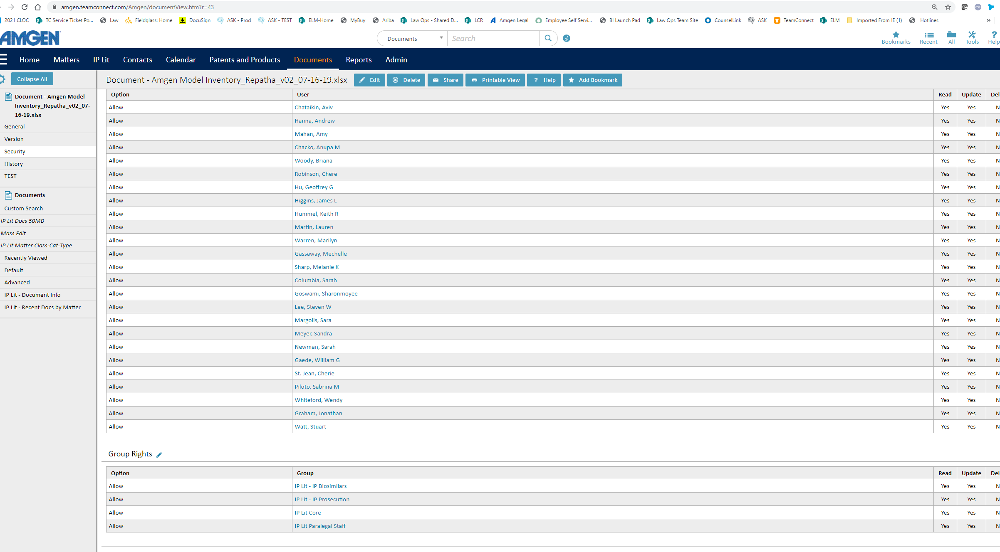 amgen.teamconnect.com/Amgen/documentView.htm?r=43
2021 CLOC TC Service Ticket Po... Law Fieldglass: Home DocuSign ASK - Prod ASK - TEST ELM-Home MyBuy Ariba Law Ops - Shared D... LCR Amgen Legal Employee Self Servi... BI Launch Pad Law Ops Team Site CounselLink ASK TeamConnect ELM Imported From IE (1) Hotlines »
AMGEN
Documents Search
Bookmarks Recent All Tools Help
Home Matters IP Lit Contacts Calendar Patents and Products Documents Reports Admin
Collapse All
Document - Amgen Model Inventory_Repatha_v02_07-16-19.xlsx Edit Delete Share Printable View Help Add Bookmark
Document - Amgen Model
Inventory_Repatha_v02_07-
16-19.xlsx
General
Version
Security
History
TEST
Documents
Custom Search
IP Lit Docs 50MB
Mass Edit
IP Lit Matter Class-Cat-Type
Recently Viewed
Default
Advanced
IP Lit - Document Info
IP Lit - Recent Docs by Matter
Option User Read Update Del
Allow Chataikin, Aviv Yes Yes N
Allow Hanna, Andrew Yes Yes N
Allow Mahan, Amy Yes Yes N
Allow Chacko, Anupa M Yes Yes N
Allow Woody, Briana Yes Yes N
Allow Robinson, Chere Yes Yes N
Allow Hu, Geoffrey G Yes Yes N
Allow Higgins, James L Yes Yes N
Allow Hummel, Keith R Yes Yes N
Allow Martin, Lauren Yes Yes N
Allow Warren, Marilyn Yes Yes N
Allow Gassaway, Mechelle Yes Yes N
Allow Sharp, Melanie K Yes Yes N
Allow Columbia, Sarah Yes Yes N
Allow Goswami, Sharonmoyee Yes Yes N
Allow Lee, Steven W Yes Yes N
Allow Margolis, Sara Yes Yes N
Allow Meyer, Sandra Yes Yes N
Allow Newman, Sarah Yes Yes N
Allow Gaede, William G Yes Yes N
Allow St. Jean, Cherie Yes Yes N
Allow Piloto, Sabrina M Yes Yes N
Allow Whiteford, Wendy Yes Yes N
Allow Graham, Jonathan Yes Yes N
Allow Watt, Stuart Yes Yes N
Group Rights
Option Group Read Update Del
Allow IP Lit - IP Biosimilars Yes Yes N
Allow IP Lit - IP Prosecution Yes Yes N
Allow IP Lit Core Yes Yes N
Allow IP Lit Paralegal Staff Yes Yes N